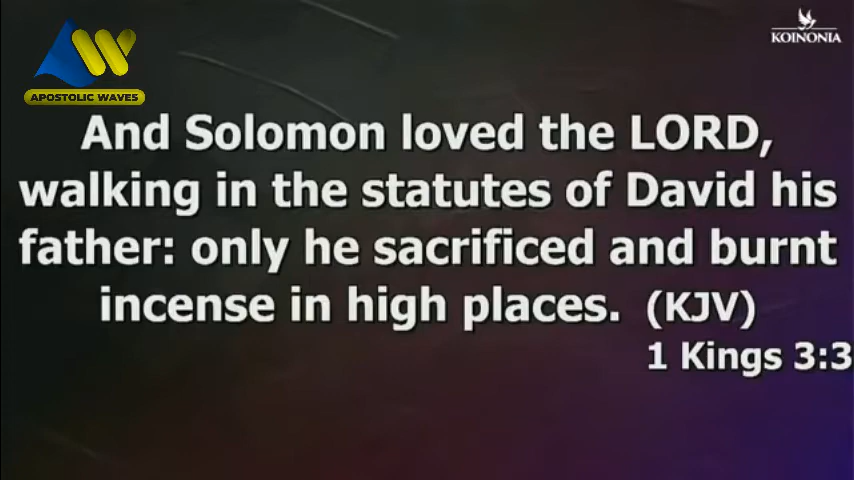 APOSTOLIC WAVES
KOINONIA
And Solomon loved the LORD,
walking in the statutes of David his
father: only he sacrificed and burnt
incense in high places. (KJV)
1 Kings 3:3